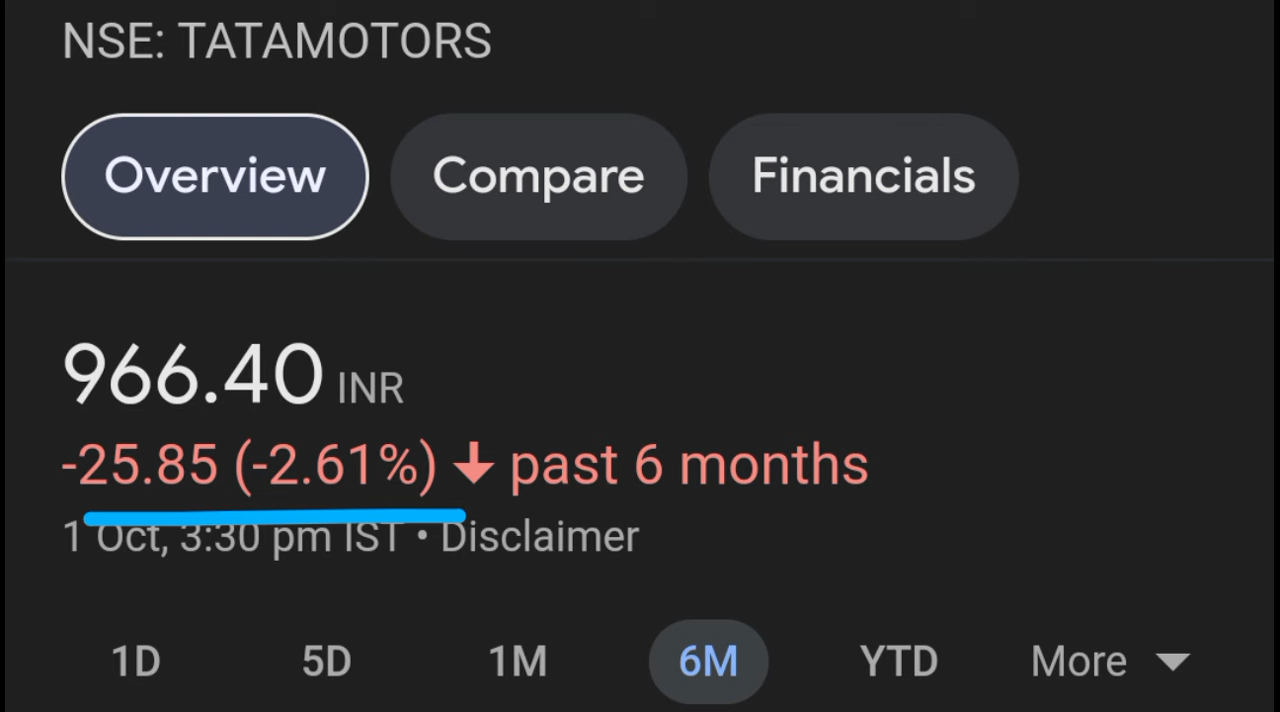 NSE: TATAMOTORS
Overview Compare Financials
966.40 INR
-25.85 (-2.61%) ↓ past 6 months
1 Oct, 3:30 pm IST • Disclaimer
1D 5D 1M 6M YTD More